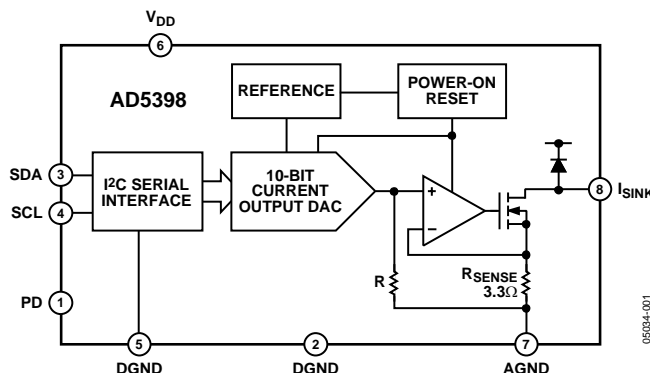 VDD
6
AD5398
REFERENCE
POWER-ON
RESET
SDA
3
I2C SERIAL
INTERFACE
10-BIT
CURRENT
OUTPUT DAC
+
−
8
ISINK
SCL
4
R
RSENSE
3.3Ω
PD
1
5
DGND
2
DGND
7
AGND
05034-001